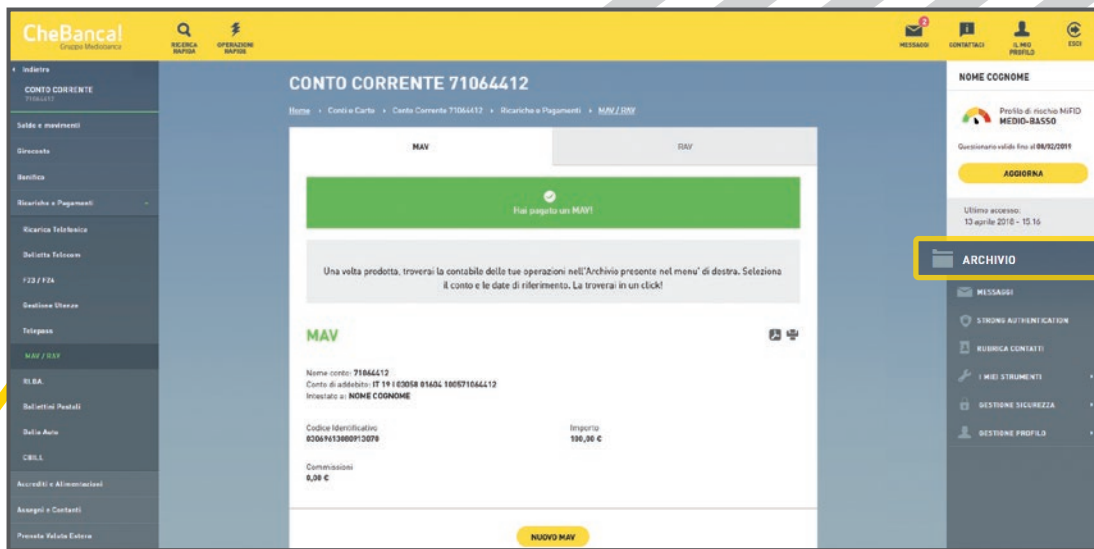 CheBanca!
Gruppo Mediobanca
RICERCA RAPIDA
OPERAZIONI RAPIDE
2
MESSAGGI
CONTATTACI
IL MIO PROFILO
ESCI
Indietro
CONTO CORRENTE
71064412
Saldo e movimenti
Giroconto
Bonifico
Ricariche e Pagamenti
Ricarica Telefonica
Bolletta Telecom
F23 / F24
Gestione Utenze
Telepass
MAV / RAV
RI.BA.
Bollettini Postali
Bollo Auto
CBILL
Accrediti e Alimentazioni
Assegni e Contanti
Prenota Valuta Estera
CONTO CORRENTE 71064412
Home • Conti e Carte • Conto Corrente 71064412 • Ricariche e Pagamenti • MAV / RAV
MAV
RAV
Hai pagato un MAV!
Una volta prodotta, troverai la contabile delle tue operazioni nell'Archivio presente nel menu' di destra. Seleziona
il conto e le date di riferimento. La troverai in un click!
MAV
Nome conto: 71064412
Conto di addebito: IT 19 I 03058 01604 100571064412
Intestato a: NOME COGNOME
Codice Identificativo
03069613080913070
Importo
100,00 €
Commissioni
0,00 €
NUOVO MAV
NOME COGNOME
Profilo di rischio MiFID
MEDIO-BASSO
Questionario valido fino al 08/02/2019
AGGIORNA
Ultimo accesso:
13 aprile 2018 - 15.16
ARCHIVIO
MESSAGGI
STRONG AUTHENTICATION
RUBRICA CONTATTI
I MIEI STRUMENTI
GESTIONE SICUREZZA
GESTIONE PROFILO